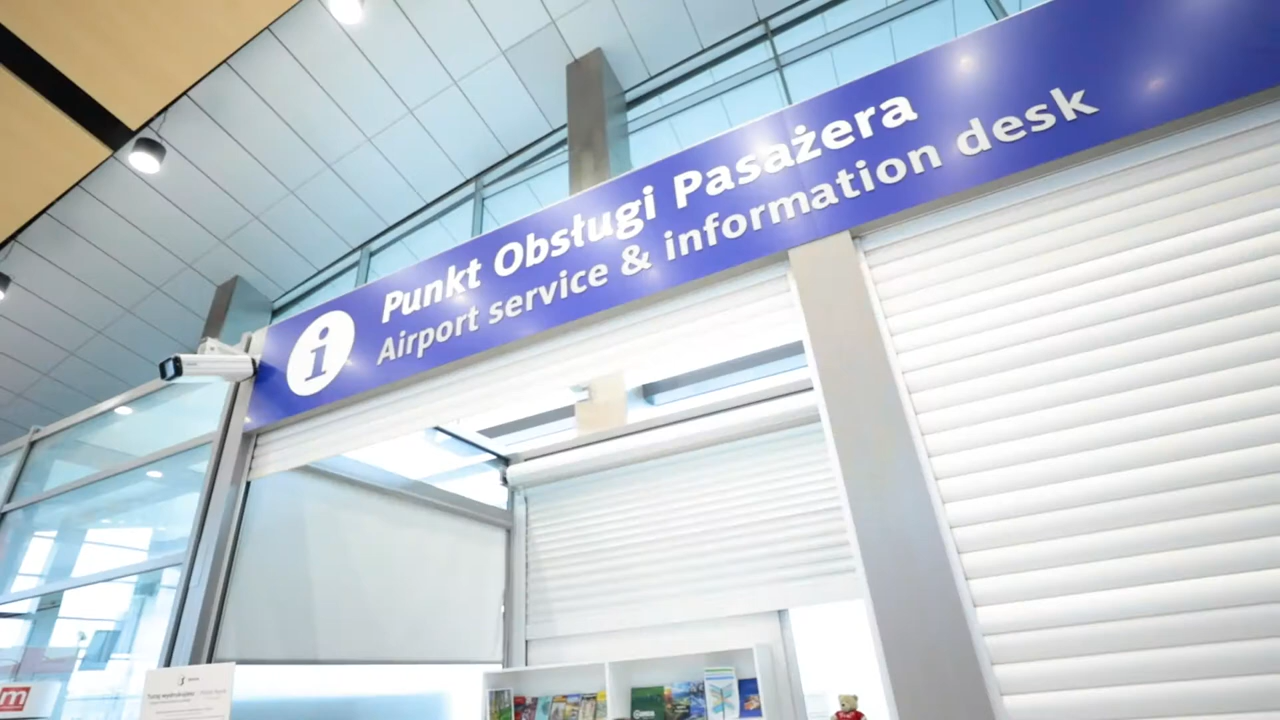 i
Punkt Obsługi Pasażera
Airport service & information desk
m